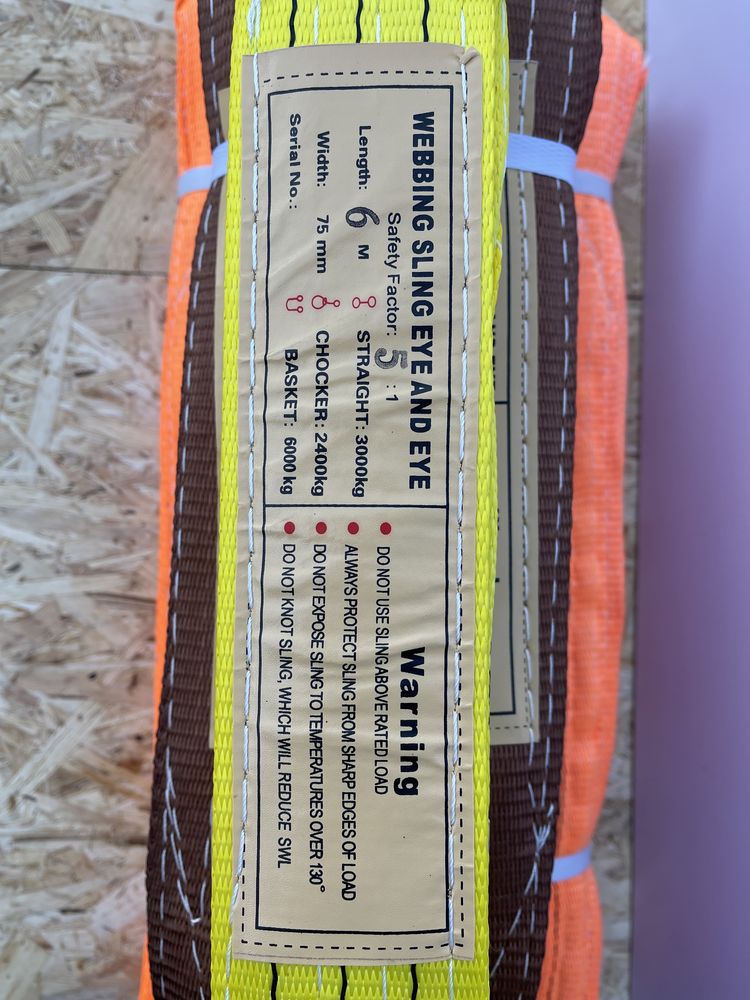 WEBBING SLING EYE AND EYE
Safety Factor: 5 : 1
Length: 6 M STRAIGHT: 3000kg
Width: 75 mm CHOCKER: 2400kg
Serial No.: BASKET: 6000 kg
Warning
DO NOT USE SLING ABOVE RATED LOAD
ALWAYS PROTECT SLING FROM SHARP EDGES OF LOAD
DO NOT EXPOSE SLING TO TEMPERATURES OVER 130°
DO NOT KNOT SLING, WHICH WILL REDUCE SWL